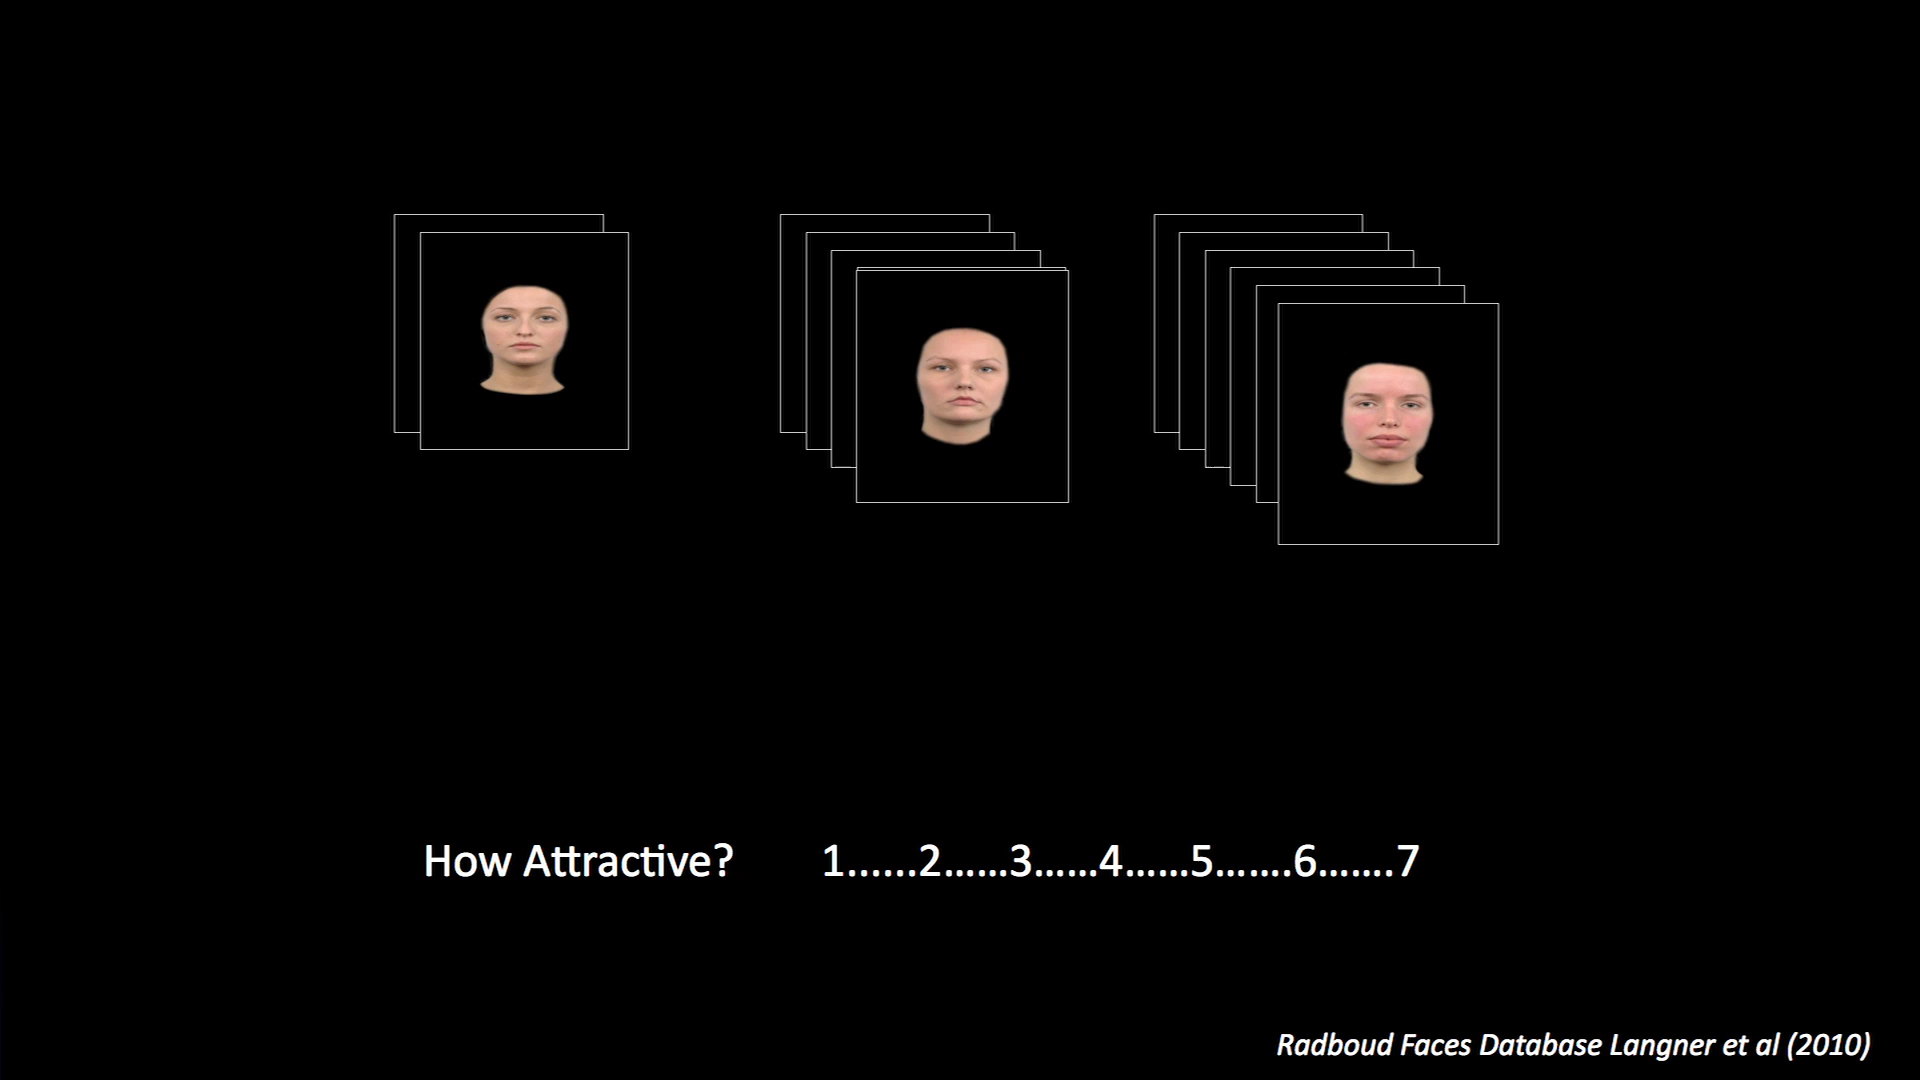 How Attractive? 1......2......3......4......5.......6.......7
Radboud Faces Database Langner et al (2010)